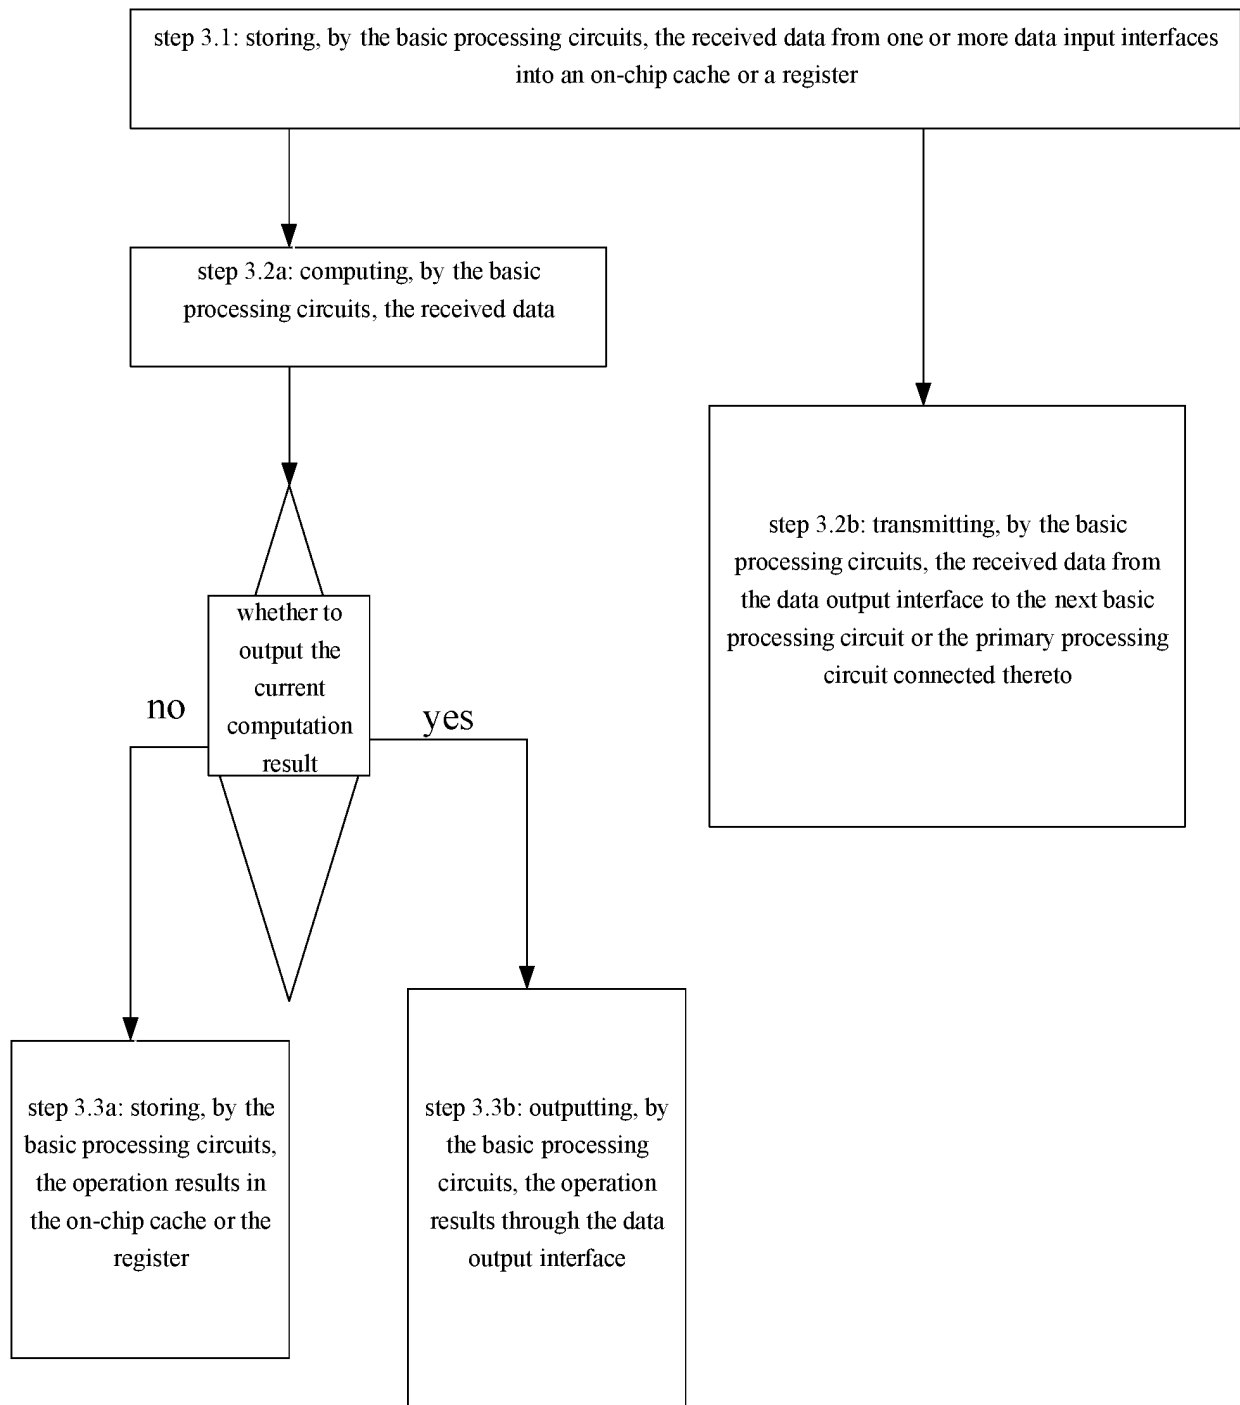 step 3.1: storing, by the basic processing circuits, the received data from one or more data input interfaces
into an on-chip cache or a register
step 3.2a: computing, by the basic
processing circuits, the received data
step 3.2b: transmitting, by the basic
processing circuits, the received data from
the data output interface to the next basic
processing circuit or the primary processing
circuit connected thereto
whether to
output the
current
computation
result
no
yes
step 3.3a: storing, by the
basic processing circuits,
the operation results in
the on-chip cache or the
register
step 3.3b: outputting, by
the basic processing
circuits, the operation
results through the data
output interface